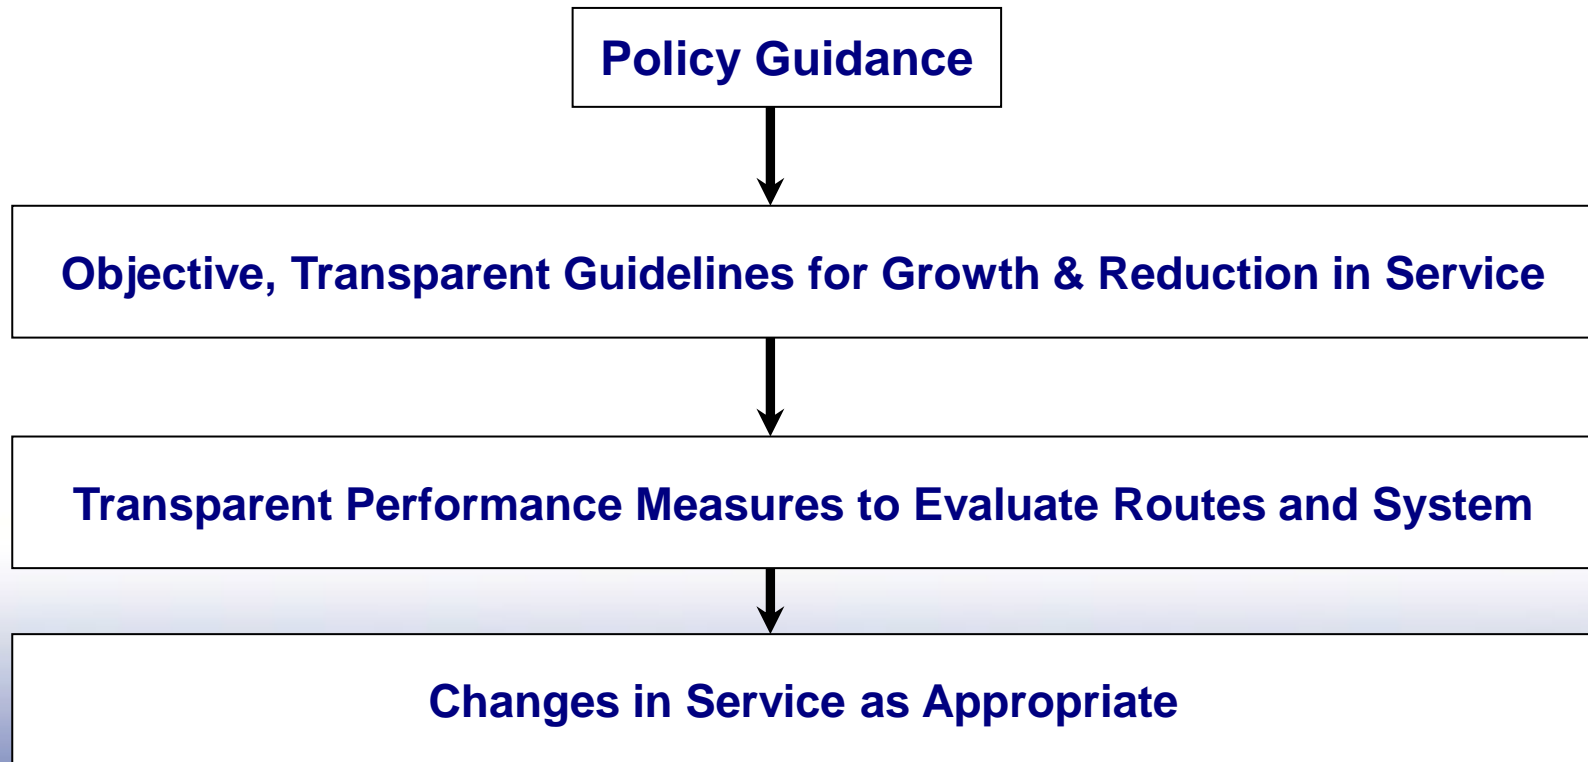 Policy Guidance
Objective, Transparent Guidelines for Growth & Reduction in Service
Transparent Performance Measures to Evaluate Routes and System
Changes in Service as Appropriate